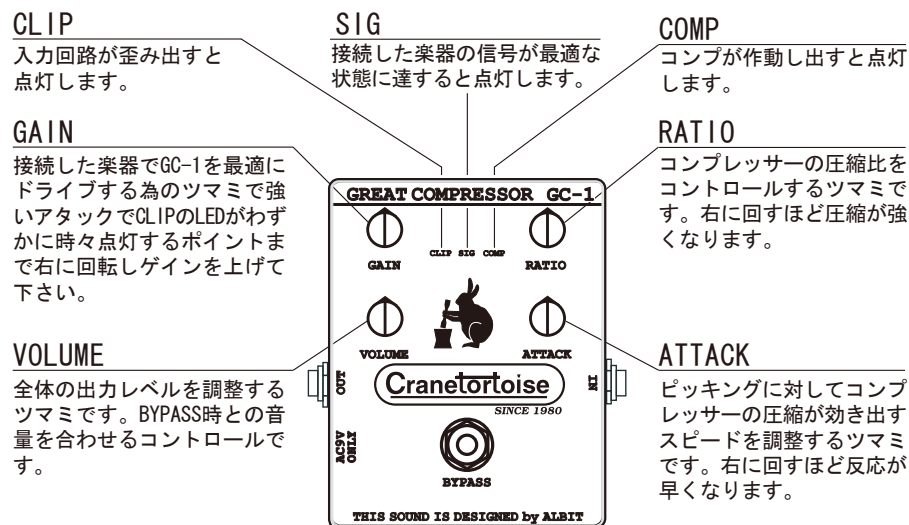 CLIP
入力回路が歪み出すと
点灯します。
SIG
接続した楽器の信号が最適な
状態に達すると点灯します。
COMP
コンプが作動し出すと点灯
します。
GAIN
接続した楽器でGC-1を最適に
ドライブする為のツマミで強
いアタックでCLIPのLEDがわず
かに時々点灯するポイントま
で右に回転しゲインを上げて
下さい。
RATIO
コンプレッサーの圧縮比を
コントロールするツマミで
す。右に回すほど圧縮が強
くなります。
VOLUME
全体の出力レベルを調整する
ツマミです。BYPASS時との音
量を合わせるコントロールで
す。
ATTACK
ピッキングに対してコンプ
レッサーの圧縮が効き出す
スピードを調整するツマミ
です。右に回すほど反応が
早くなります。
GREAT COMPRESSOR GC-1
GAIN
CLIP SIG COMP
RATIO
VOLUME
ATTACK
OUT
IN
Cranetortoise
SINCE 1980
AC9V
ONLY
BYPASS
THIS SOUND IS DESIGNED by ALBIT